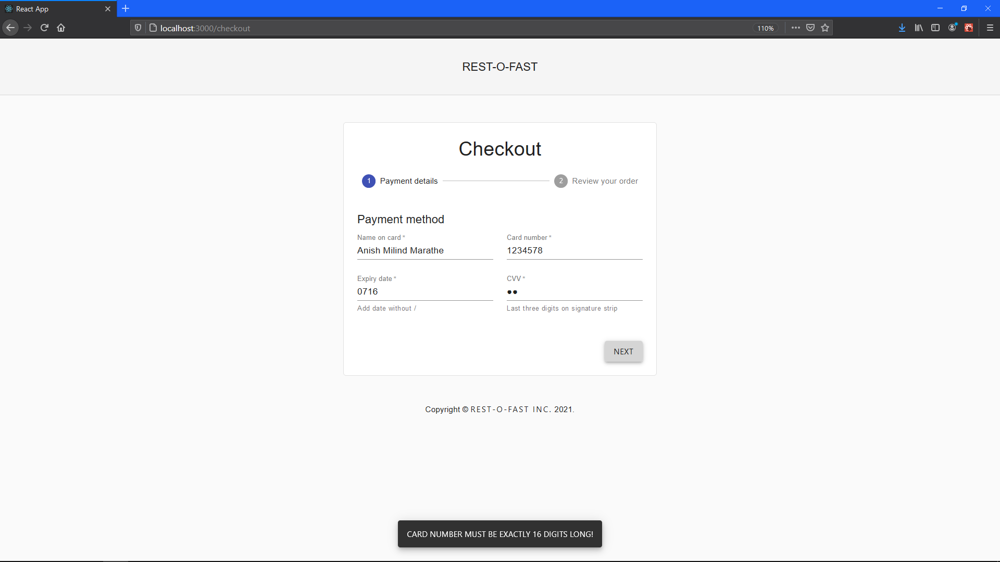 React App
localhost:3000/checkout
110%
REST-O-FAST
Checkout
1 Payment details 2 Review your order
Payment method
Name on card * Card number *
Anish Milind Marathe 1234578
Expiry date * CVV *
0716 ●●
Add date without / Last three digits on signature strip
NEXT
Copyright © REST-O-FAST INC. 2021.
CARD NUMBER MUST BE EXACTLY 16 DIGITS LONG!